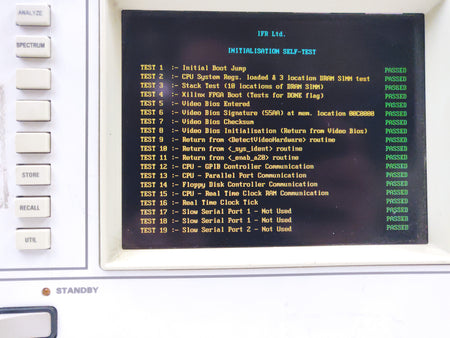 ANALYZE
SPECTRUM
STORE
RECALL
UTIL
STANDBY
IFR Ltd.
INITIALISATION SELF-TEST
TEST 1 :- Initial Boot Jump PASSED
TEST 2 :- CPU System Regs. loaded & 3 location DRAM SIMM test PASSED
TEST 3 :- Stack Test (10 locations of DRAM SIMM) PASSED
TEST 4 :- Xilinx FPGA Boot (Tests for DONE flag) PASSED
TEST 5 :- Video Bios Entered PASSED
TEST 6 :- Video Bios Signature (55AA) at mem. location 00C0000 PASSED
TEST 7 :- Video Bios Checksum PASSED
TEST 8 :- Video Bios Initialisation (Return from Video Bios) PASSED
TEST 9 :- Return from <DetectVideoHardware> routine PASSED
TEST 10 :- Return from <_sys_ident> routine PASSED
TEST 11 :- Return from <_enab_a20> routine PASSED
TEST 12 :- CPU - GPIB Controller Communication PASSED
TEST 13 :- CPU - Parallel Port Communication PASSED
TEST 14 :- Floppy Disk Controller Communication PASSED
TEST 15 :- CPU - Real Time Clock RAM Communication PASSED
TEST 16 :- Real Time Clock Tick PASSED
TEST 17 :- Slow Serial Port 1 - Not Used PASSED
TEST 18 :- Slow Serial Port 1 - Not Used PASSED
TEST 19 :- Slow Serial Port 2 - Not Used PASSED